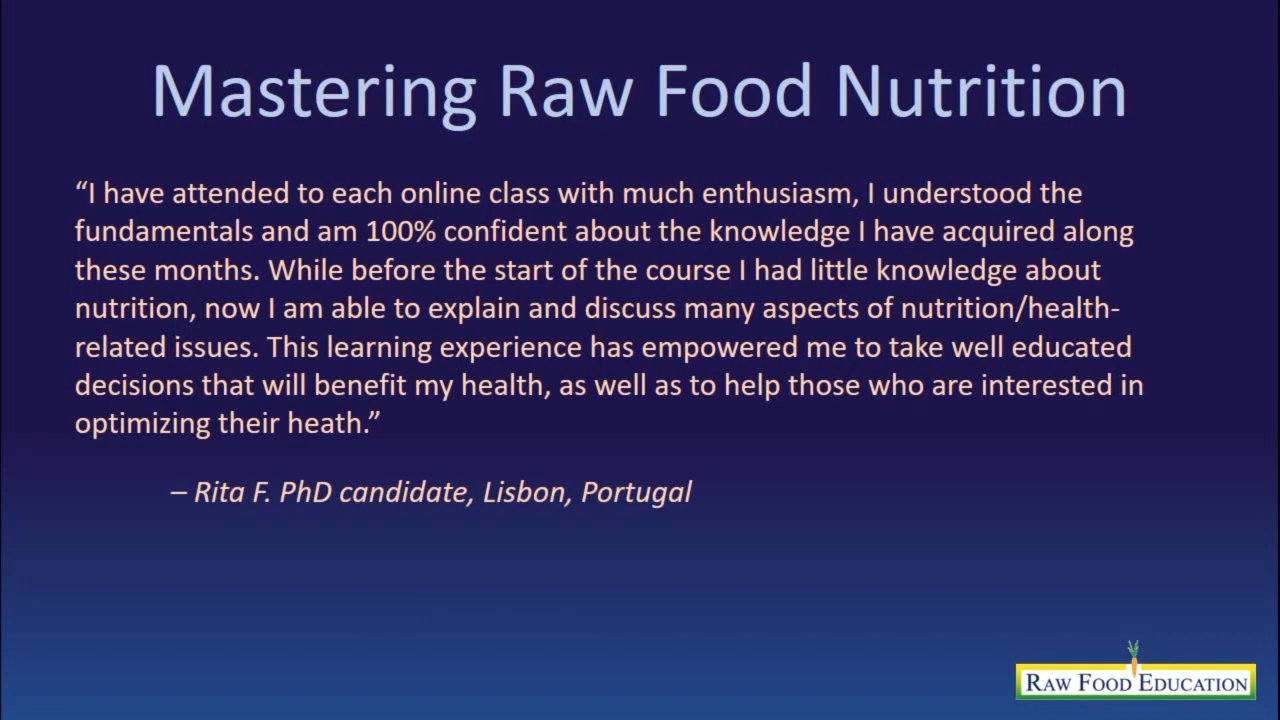 Mastering Raw Food Nutrition
“I have attended to each online class with much enthusiasm, I understood the
fundamentals and am 100% confident about the knowledge I have acquired along
these months. While before the start of the course I had little knowledge about
nutrition, now I am able to explain and discuss many aspects of nutrition/health-
related issues. This learning experience has empowered me to take well educated
decisions that will benefit my health, as well as to help those who are interested in
optimizing their heath.”
– Rita F. PhD candidate, Lisbon, Portugal
RAW FOOD EDUCATION